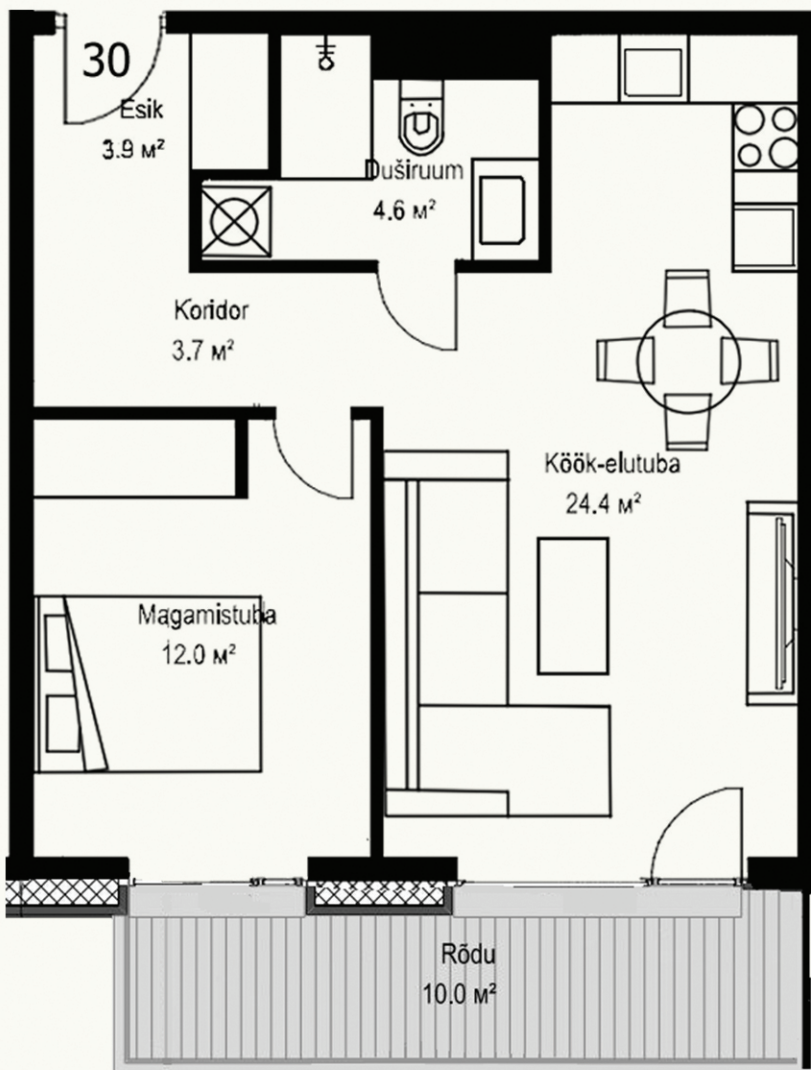 30
Esik
3.9 м²
Duširuum
4.6 м²
Koridor
3.7 м²
Köök-elutuba
24.4 м²
Magamistuba
12.0 м²
Rõdu
10.0 м²